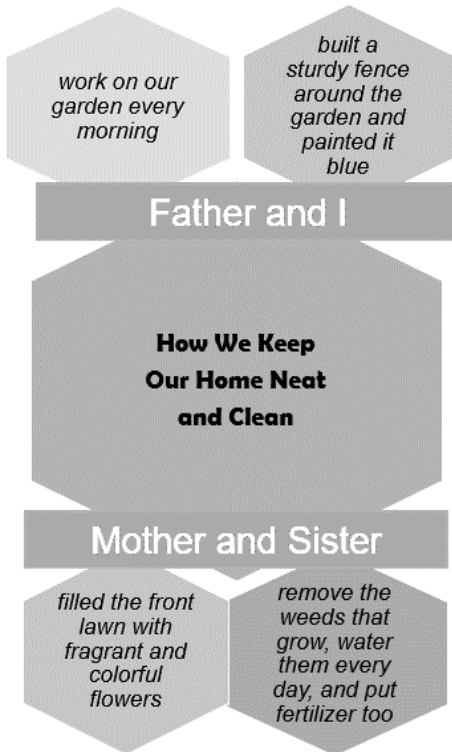 work on our
garden every
morning
built a
sturdy fence
around the
garden and
painted it
blue
Father and I
How We Keep
Our Home Neat
and Clean
Mother and Sister
filled the front
lawn with
fragrant and
colorful
flowers
remove the
weeds that
grow, water
them every
day, and put
fertilizer too